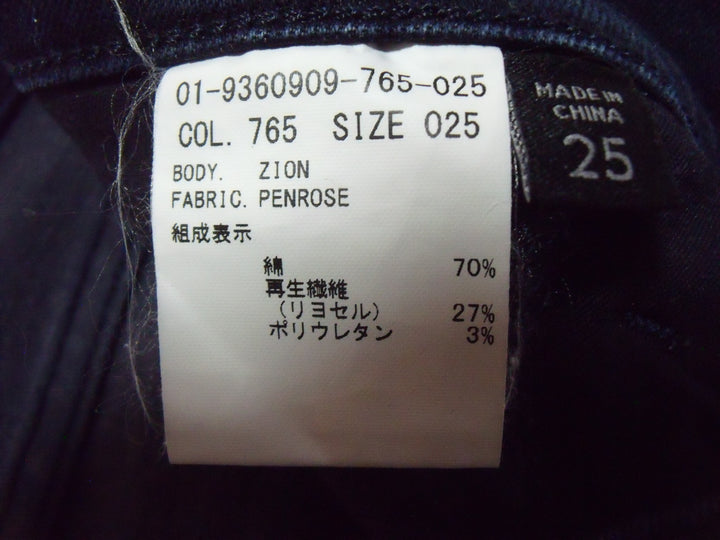 01-9360909-765-025
COL. 765 SIZE 025
BODY. ZION
FABRIC. PENROSE
組成表示
綿 70%
再生繊維
(リヨセル) 27%
ポリウレタン 3%
MADE IN
CHINA
25